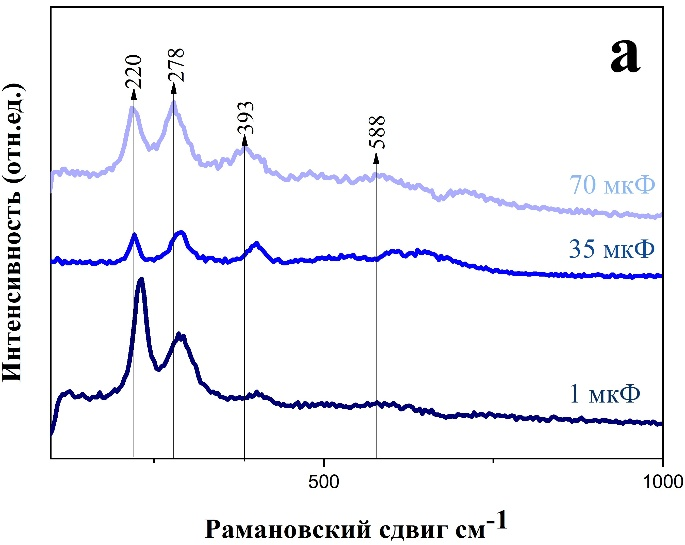 а
220
278
393
588
Интенсивность (отн.ед.)
70 мкФ
35 мкФ
1 мкФ
500
1000
Рамановский сдвиг см-1